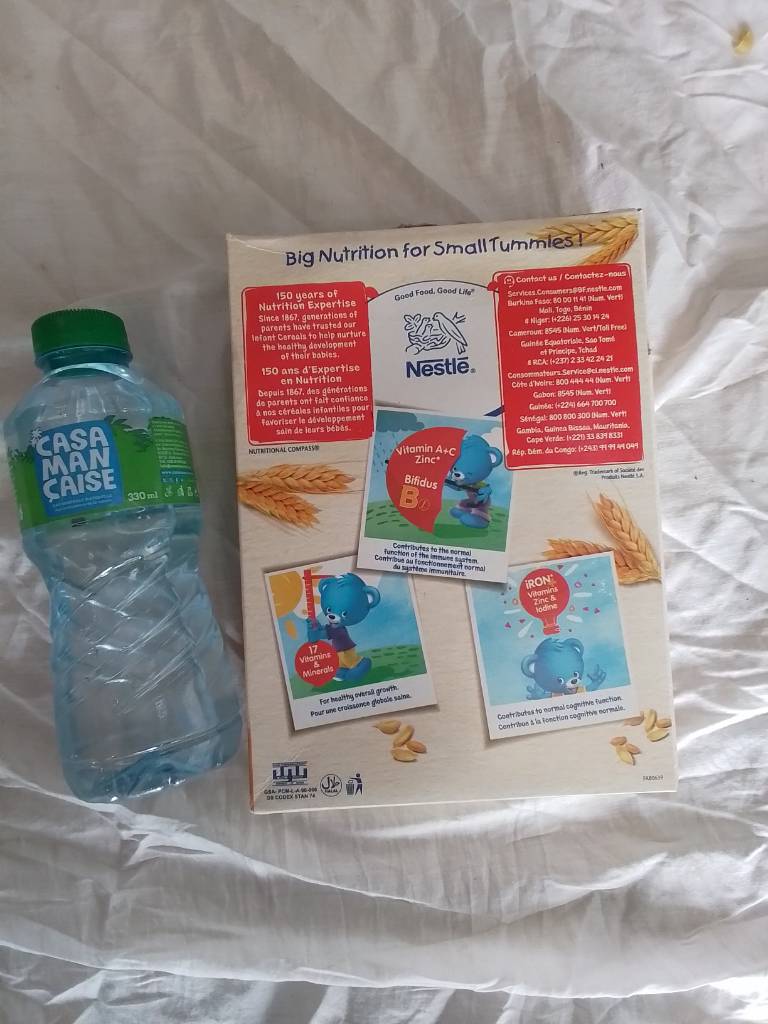 Big Nutrition for Small Tummies !
150 years of
Nutrition Expertise
Since 1867, generations of
parents have trusted our
Infant Cereals to help nurture
the healthy development
of their babies.
150 ans d'Expertise
en Nutrition
Depuis 1867, des générations
de parents ont fait confiance
à nos céréales infantiles pour
favoriser le développement
sain de leurs bébés.
NUTRITIONAL COMPASS®
Good Food, Good Life®
Nestlé®
Contact us / Contactez-nous
Services.Consumers@BF.nestle.com
Burkina Faso: 80 00 11 41 (Num. Vert)
Mali, Togo, Bénin
& Niger: (+226) 25 30 14 24
Cameroun: 8545 (Num. Vert/Toll Free)
Guinée Equatoriale, Sao Tomé
et Principe, Tchad
& RCA: (+237) 2 33 42 24 21
Consommateurs.Service@ci.nestle.com
Côte d'Ivoire: 800 444 44 (Num. Vert)
Gabon: 8545 (Num. Vert)
Guinée: (+224) 664 700 700
Sénégal: 800 800 300 (Num. Vert)
Gambia, Guinea Bissau, Mauritania,
Cape Verde: (+221) 33 839 8331
Rép. Dém. du Congo: (+243) 99 99 49 049
®Reg. Trademark of Société des
Produits Nestlé S.A.
Vitamin A+C
Zinc*
Bifidus
B
Contributes to the normal
function of the immune system.
Contribue au fonctionnement normal
du système immunitaire.
17
Vitamins
&
Minerals
For healthy overall growth.
Pour une croissance globale saine.
IRON*
Vitamins
Zinc &
Iodine
Contributes to normal cognitive function.
Contribue à la fonction cognitive normale.
HALAL
DS CODEX STAN 74
CASA
MAN
ÇAISE
330 ml